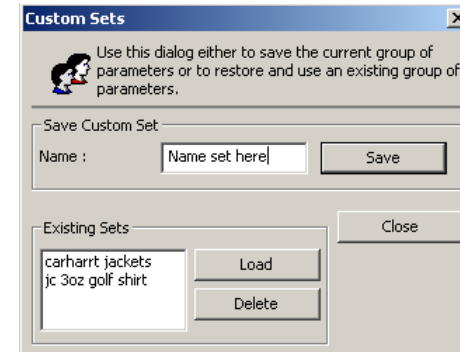 Custom Sets
Use this dialog either to save the current group of
parameters or to restore and use an existing group of
parameters.
Save Custom Set
Name :
Name set here
Save
Close
Existing Sets
carharrt jackets
jc 3oz golf shirt
Load
Delete